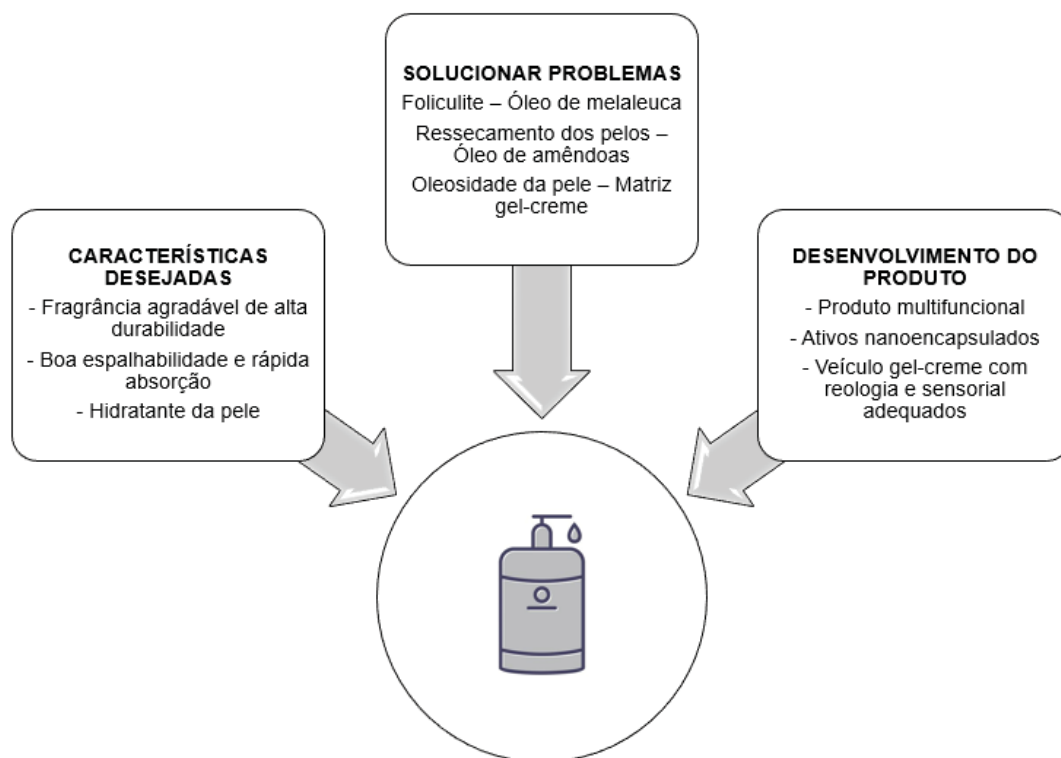 SOLUCIONAR PROBLEMAS
Foliculite – Óleo de melaleuca
Ressecamento dos pelos –
Óleo de amêndoas
Oleosidade da pele – Matriz
gel-creme
CARACTERÍSTICAS
DESEJADAS
- Fragrância agradável de alta
durabilidade
- Boa espalhabilidade e rápida
absorção
- Hidratante da pele
DESENVOLVIMENTO DO
PRODUTO
- Produto multifuncional
- Ativos nanoencapsulados
- Veículo gel-creme com
reologia e sensorial
adequados